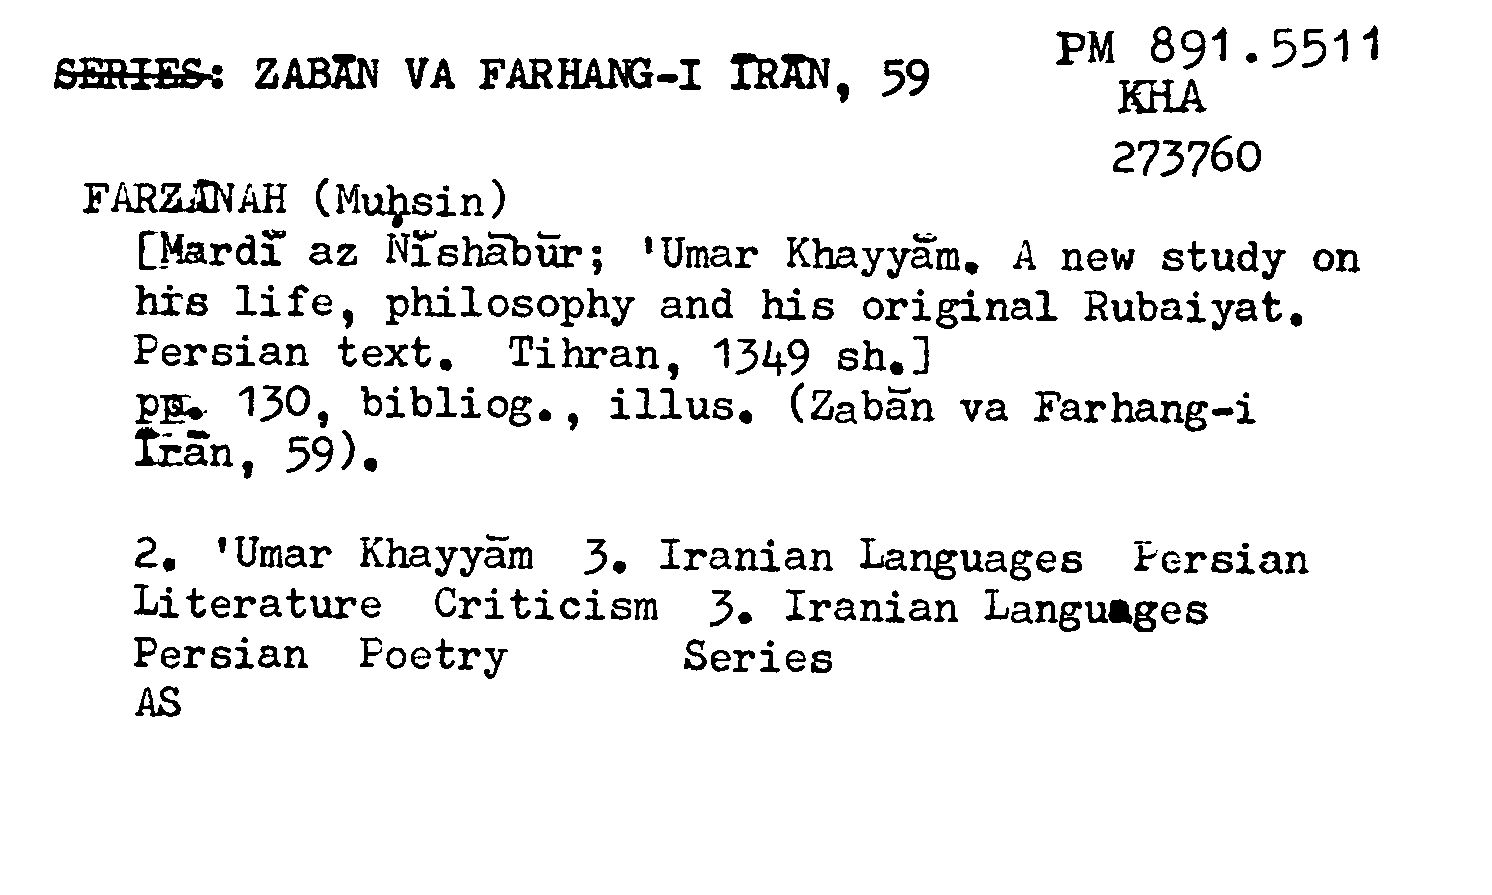 SERIES: ZABĀN VA FARHANG-I ĪRĀN, 59
PM 891.5511
KHA
273760
FARZĀNAH (Muḥsin)
[Mardī az Nīshābūr; 'Umar Khayyām. A new study on
his life, philosophy and his original Rubaiyat.
Persian text. Tihran, 1349 sh.]
pp. 130, bibliog., illus. (Zabān va Farhang-i
Īrān, 59).
2. 'Umar Khayyām 3. Iranian Languages Persian
Literature Criticism 3. Iranian Languages
Persian Poetry Series
AS